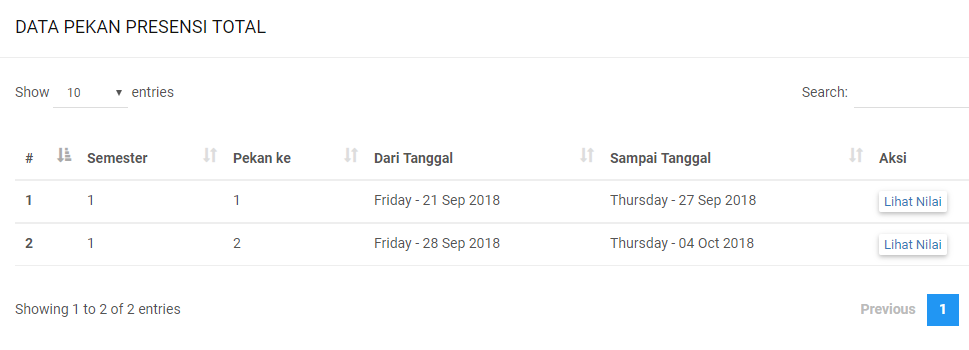 DATA PEKAN PRESENSI TOTAL
Show 10 entries Search:
# Semester Pekan ke Dari Tanggal Sampai Tanggal Aksi
1 1 1 Friday - 21 Sep 2018 Thursday - 27 Sep 2018 Lihat Nilai
2 1 2 Friday - 28 Sep 2018 Thursday - 04 Oct 2018 Lihat Nilai
Showing 1 to 2 of 2 entries Previous 1